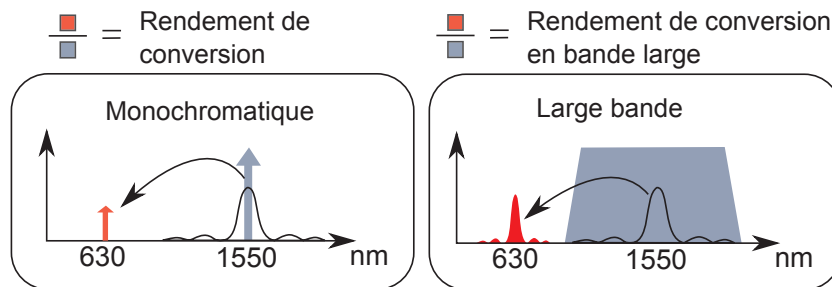 = Rendement de
conversion
Monochromatique
630 1550 nm
= Rendement de conversion
en bande large
Large bande
630 1550 nm